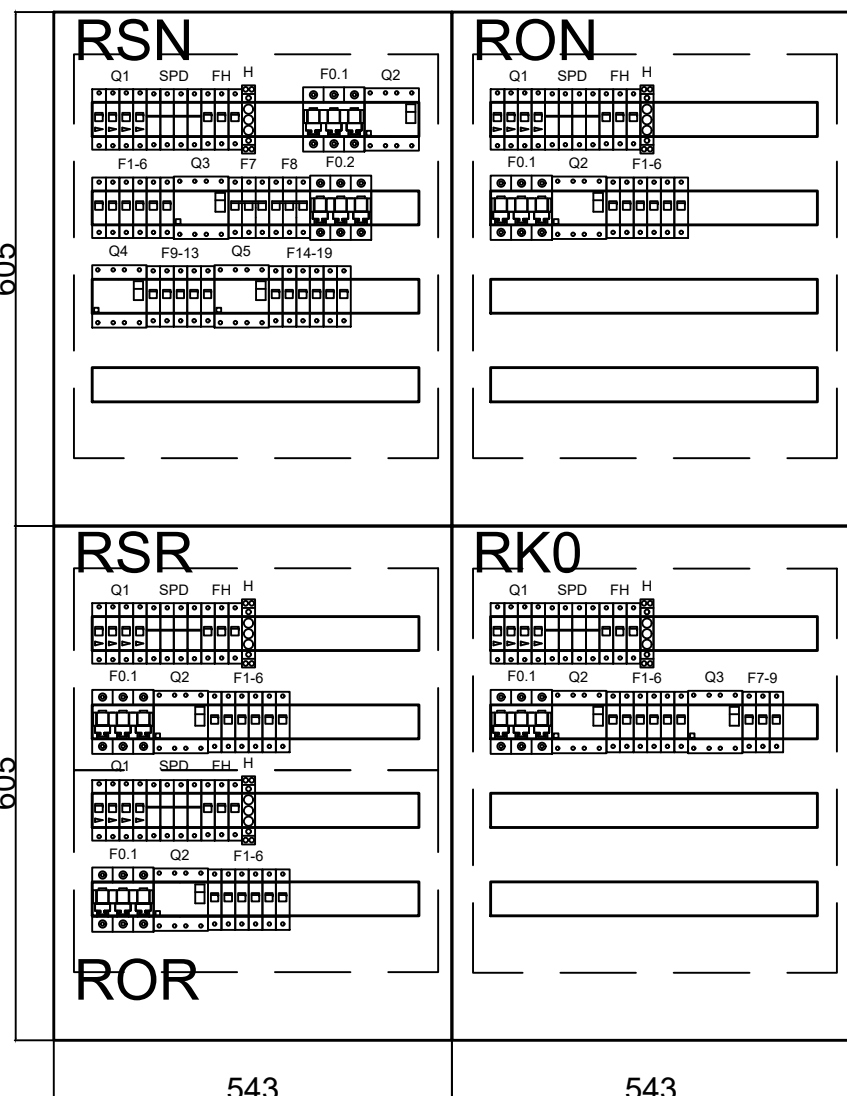 RSN
Q1 SPD FH H F0.1 Q2
F1-6 Q3 F7 F8 F0.2
Q4 F9-13 Q5 F14-19
RON
Q1 SPD FH H
F0.1 Q2 F1-6
605
RSR
Q1 SPD FH H
F0.1 Q2 F1-6
Q1 SPD FH H
F0.1 Q2 F1-6
ROR
RK0
Q1 SPD FH H
F0.1 Q2 F1-6 Q3 F7-9
605
543
543